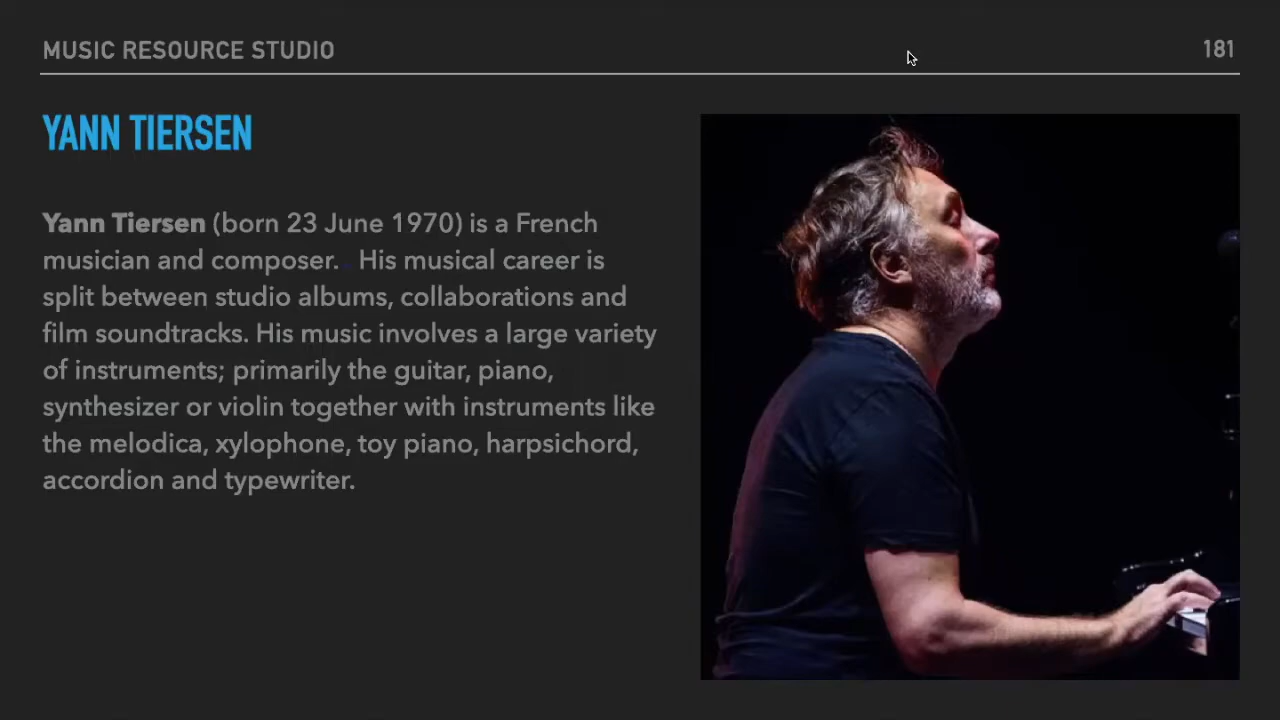 MUSIC RESOURCE STUDIO
181
YANN TIERSEN
Yann Tiersen (born 23 June 1970) is a French
musician and composer. His musical career is
split between studio albums, collaborations and
film soundtracks. His music involves a large variety
of instruments; primarily the guitar, piano,
synthesizer or violin together with instruments like
the melodica, xylophone, toy piano, harpsichord,
accordion and typewriter.